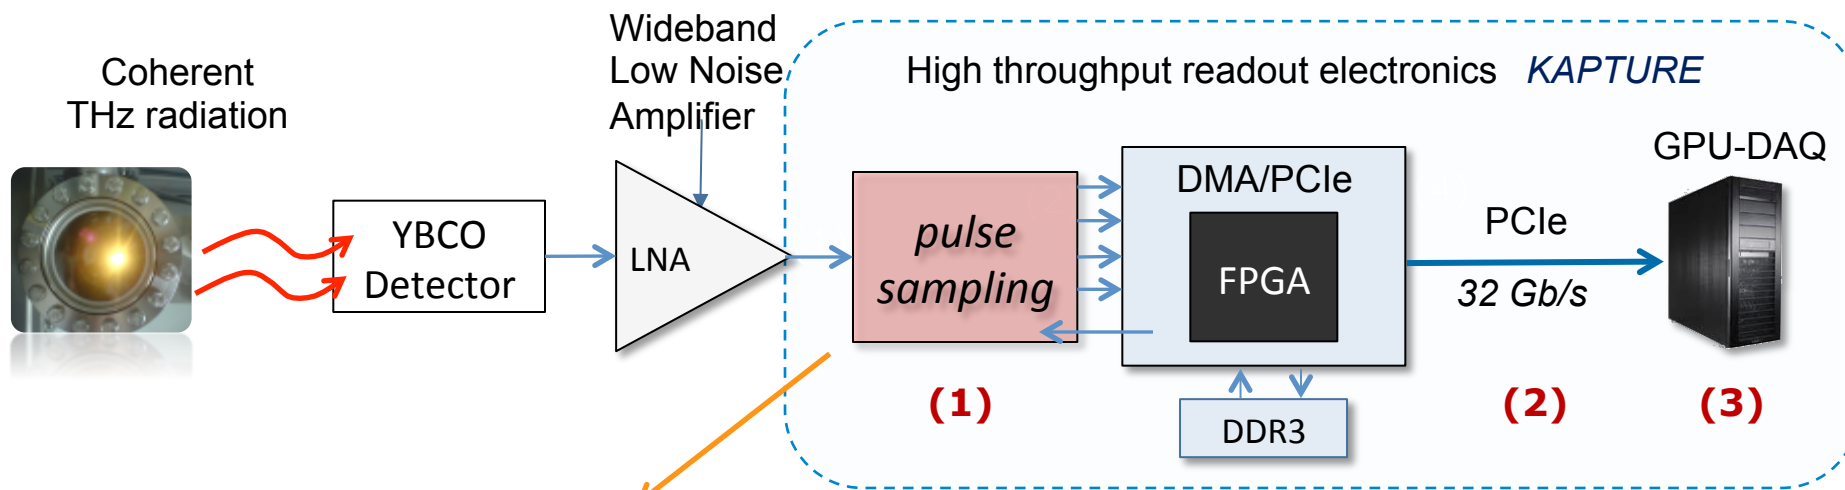 Coherent
THz radiation
Wideband
Low Noise
Amplifier
High throughput readout electronics KAPTURE
YBCO
Detector
LNA
pulse
sampling
DMA/PCIe
FPGA
DDR3
PCIe
32 Gb/s
GPU-DAQ
(1)
(2)
(3)